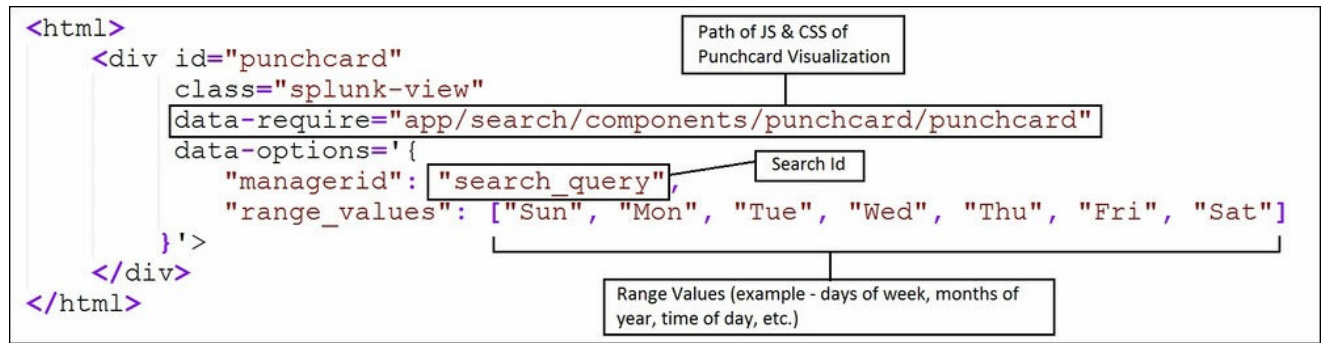 <html>
Path of JS & CSS of
Punchcard Visualization
<div id="punchcard"
class="splunk-view"
data-require="app/search/components/punchcard/punchcard"
data-options='{
Search Id
"managerid": "search_query",
"range_values": ["Sun", "Mon", "Tue", "Wed", "Thu", "Fri", "Sat"]
}'>
</div>
Range Values (example - days of week, months of
year, time of day, etc.)
</html>